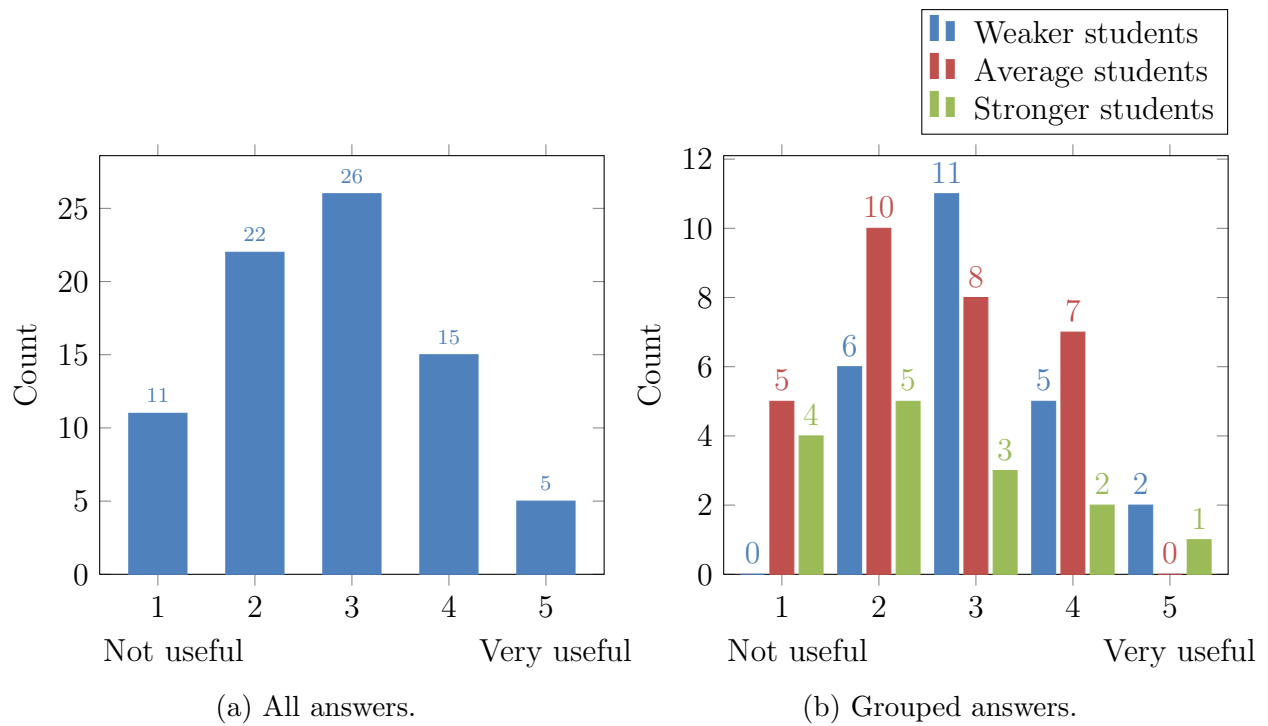 Weaker students
Average students
Stronger students
Count
25
20
15
10
5
0
11
22
26
15
5
1 2 3 4 5
Not useful Very useful
(a) All answers.
Count
12
10
8
6
4
2
0
0 5 4
6 10 5
11 8 3
5 7 2
2 0 1
1 2 3 4 5
Not useful Very useful
(b) Grouped answers.